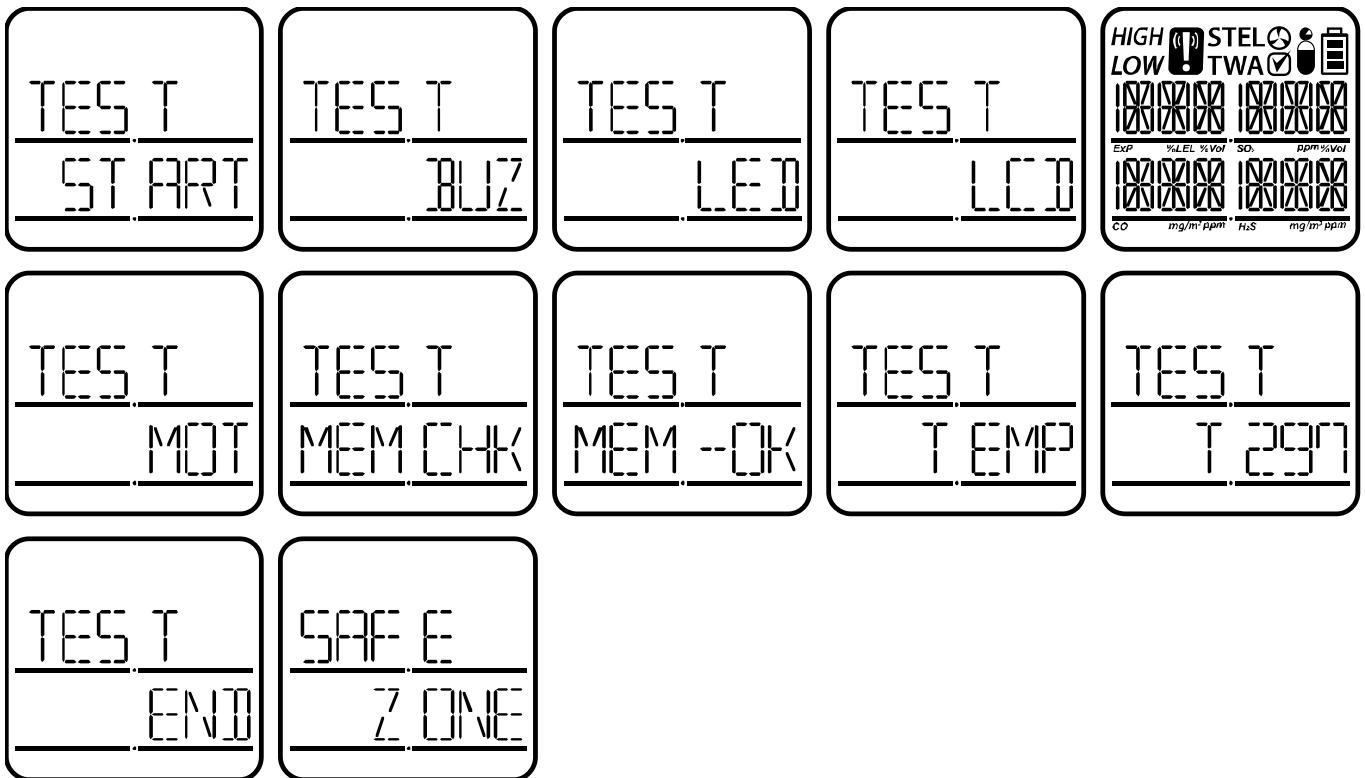 TEST
START
TEST
BUZ
TEST
LED
TEST
LCD
HIGH STEL
LOW TWA
ExP %LEL %Vol SO₂ ppm %Vol
CO mg/m³ ppm H₂S mg/m³ ppm
TEST
MOT
TEST
MEM CHK
TEST
MEM -OK
TEST
TEMP
TEST
T 297
TEST
END
SAFE
ZONE